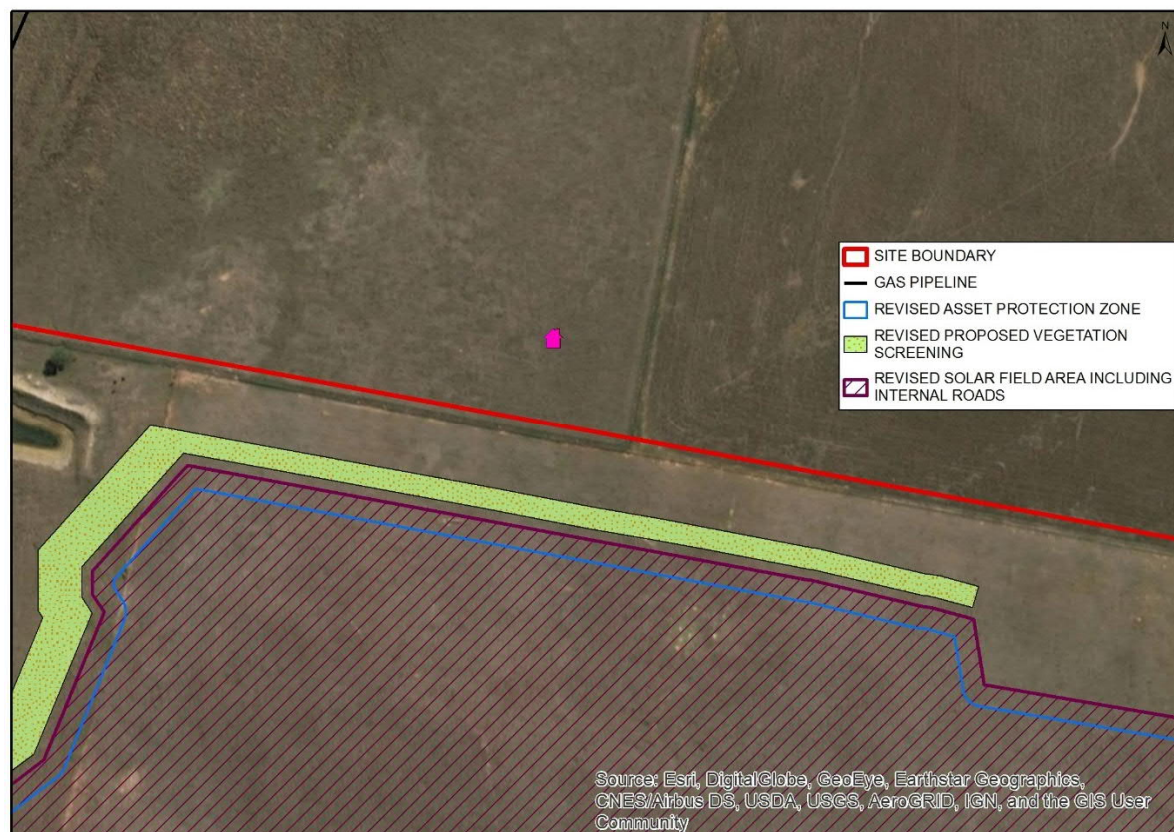 N
SITE BOUNDARY
GAS PIPELINE
REVISED ASSET PROTECTION ZONE
REVISED PROPOSED VEGETATION
SCREENING
REVISED SOLAR FIELD AREA INCLUDING
INTERNAL ROADS
Source: Esri, DigitalGlobe, GeoEye, Earthstar Geographics,
CNES/Airbus DS, USDA, USGS, AeroGRID, IGN, and the GIS User
Community